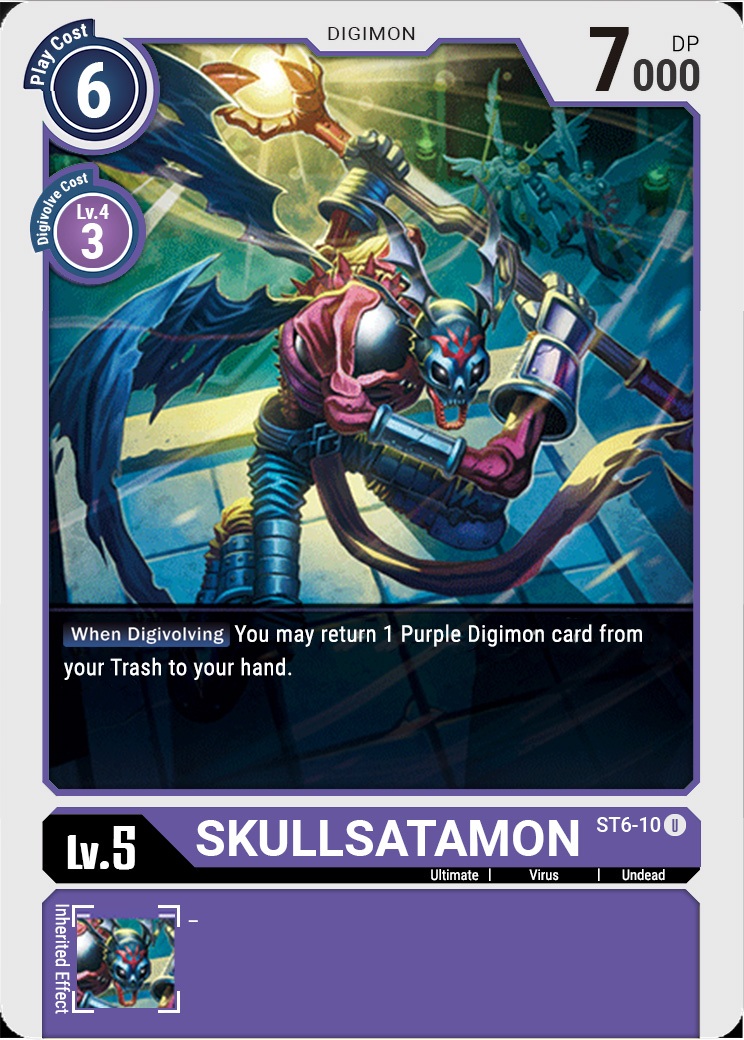 DIGIMON
Play Cost
6
7000
DP
Digivolve Cost
Lv.4
3
When Digivolving You may return 1 Purple Digimon card from
your Trash to your hand.
Lv.5
SKULLSATAMON
ST6-10 U
Ultimate | Virus | Undead
Inherited Effect
–